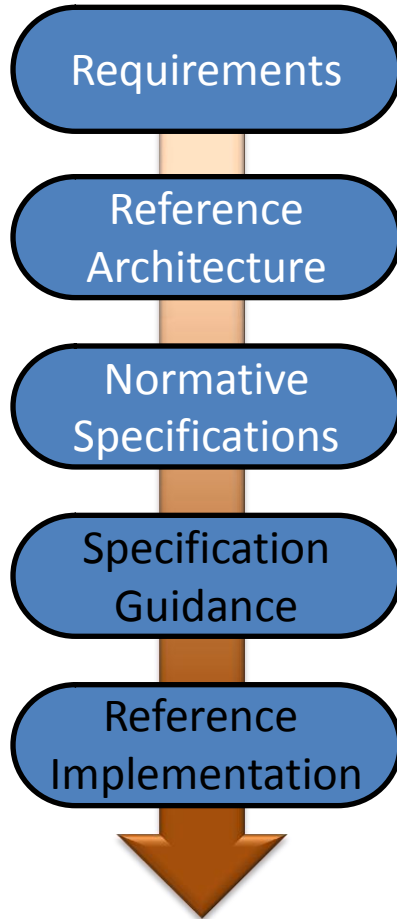 Requirements
Reference
Architecture
Normative
Specifications
Specification
Guidance
Reference
Implementation